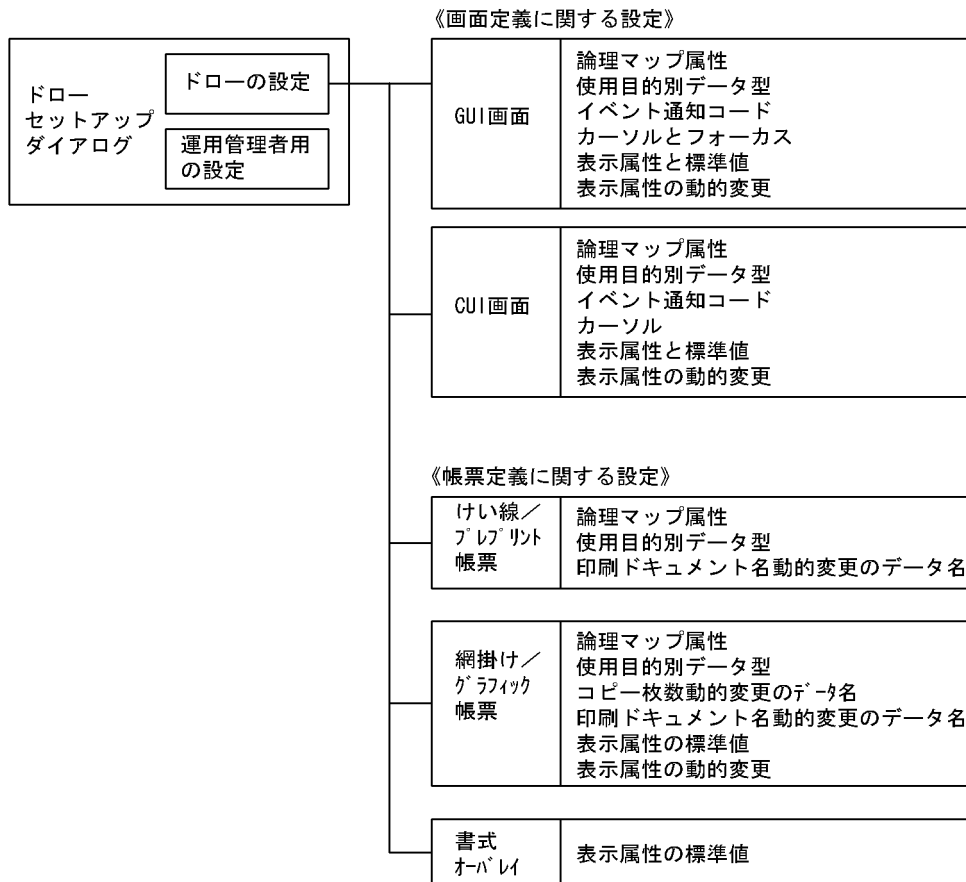 《画面定義に関する設定》
ドロー
セットアップ
ダイアログ
ドローの設定
運用管理者用
の設定
GUI画面
論理マップ属性
使用目的別データ型
イベント通知コード
カーソルとフォーカス
表示属性と標準値
表示属性の動的変更
CUI画面
論理マップ属性
使用目的別データ型
イベント通知コード
カーソル
表示属性と標準値
表示属性の動的変更
《帳票定義に関する設定》
けい線／
ﾌﾟﾚﾌﾟﾘﾝﾄ
帳票
論理マップ属性
使用目的別データ型
印刷ドキュメント名動的変更のデータ名
網掛け／
ｸﾞﾗﾌｨｯｸ
帳票
論理マップ属性
使用目的別データ型
コピー枚数動的変更のﾃﾞｰﾀ名
印刷ドキュメント名動的変更のデータ名
表示属性の標準値
表示属性の動的変更
書式
ｵｰﾊﾞﾚｲ
表示属性の標準値